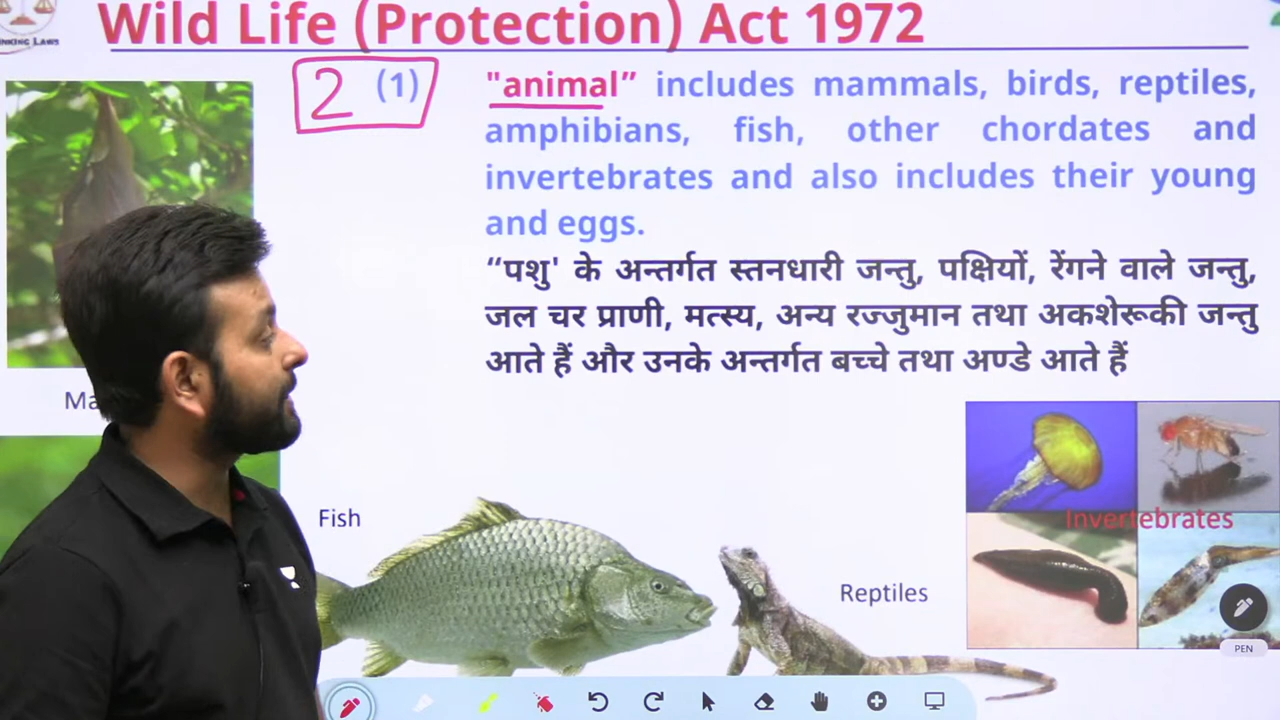 Wild Life (Protection) Act 1972
2 (1)
"animal” includes mammals, birds, reptiles,
amphibians, fish, other chordates and
invertebrates and also includes their young
and eggs.
“पशु' के अन्तर्गत स्तनधारी जन्तु, पक्षियों, रेंगने वाले जन्तु,
जल चर प्राणी, मत्स्य, अन्य रज्जुमान तथा अकशेरूकी जन्तु
आते हैं और उनके अन्तर्गत बच्चे तथा अण्डे आते हैं
Fish
Reptiles
Invertebrates
PEN